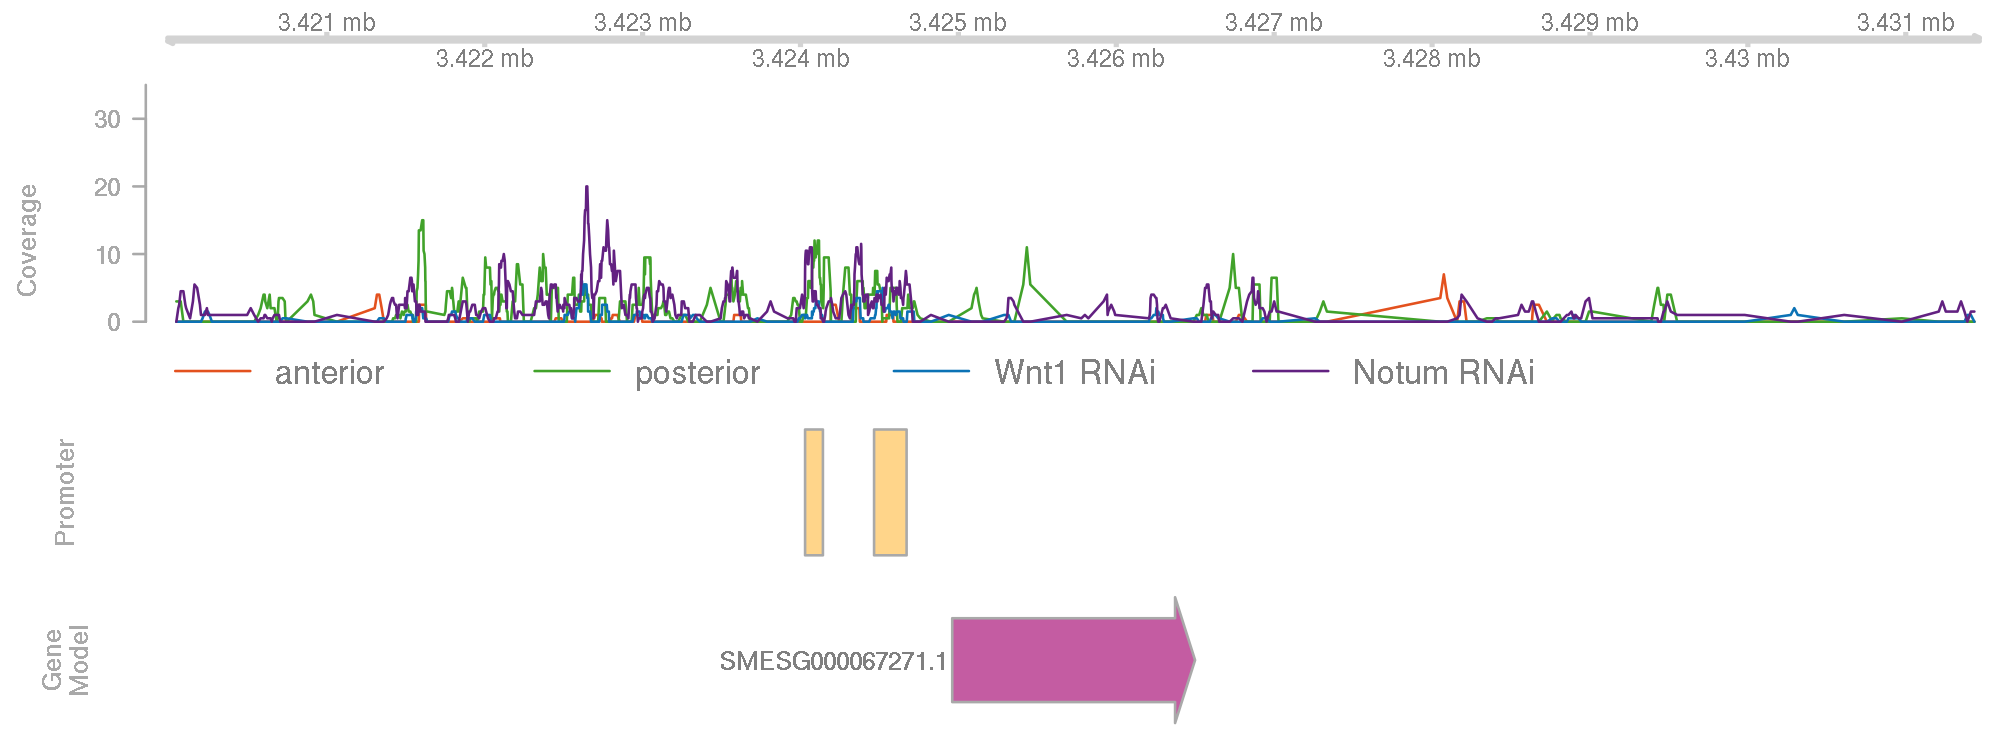 3.421 mb 3.423 mb 3.425 mb 3.427 mb 3.429 mb 3.431 mb
3.422 mb 3.424 mb 3.426 mb 3.428 mb 3.43 mb
Coverage
30
20
10
0
anterior posterior Wnt1 RNAi Notum RNAi
Promoter
Gene
Model
SMESG000067271.1